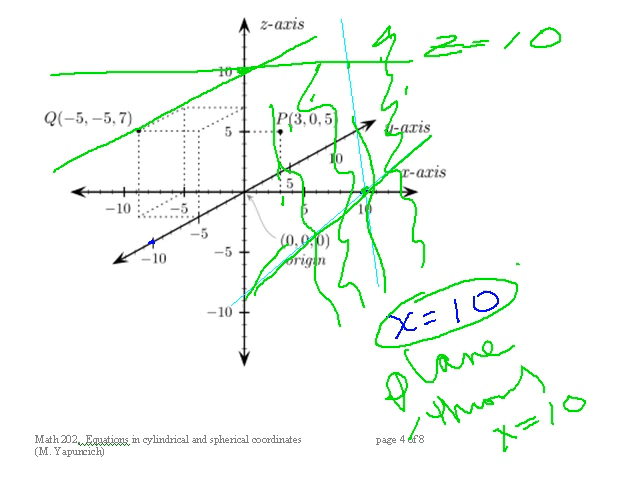 z-axis
z = 10
10
Q(−5, −5, 7)
P(3, 0, 5
5
y-axis
10
x-axis
5
−10
−5
5
10
−5
(0, 0, 0)
origin
−10
−5
−10
x = 10
Plane
through
x = 10
Math 202, Equations in cylindrical and spherical coordinates
page 4 of 8
(M. Yapuncich)